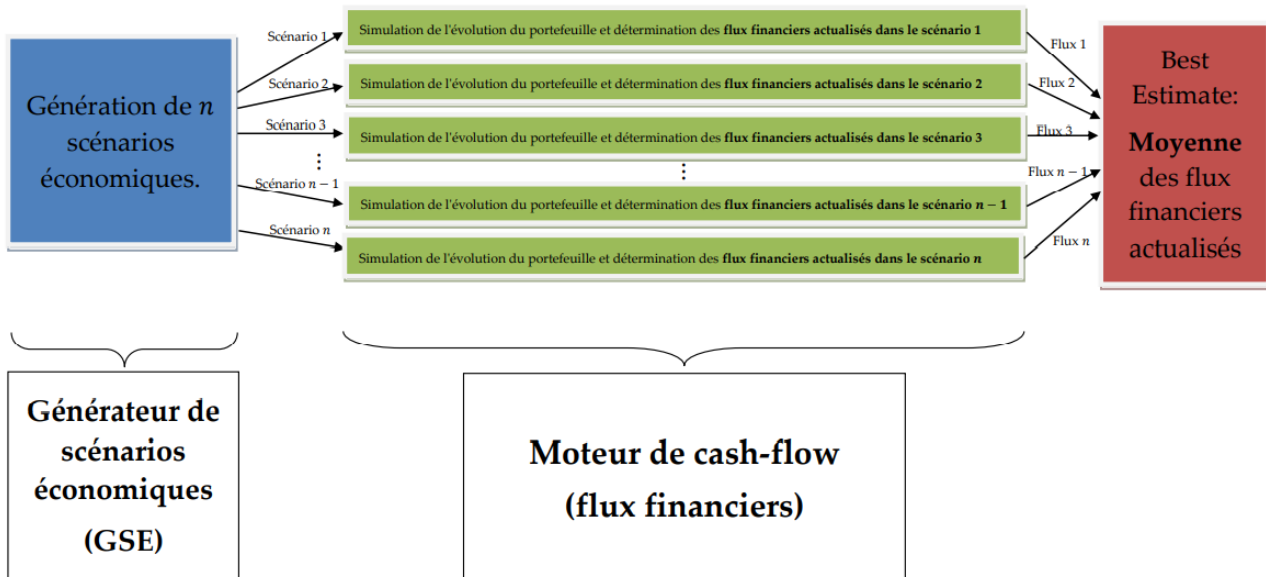 Génération de n
scénarios
économiques.
Scénario 1
Scénario 2
Scénario 3
⋮
Scénario n − 1
Scénario n
Simulation de l'évolution du portefeuille et détermination des flux financiers actualisés dans le scénario 1
Simulation de l'évolution du portefeuille et détermination des flux financiers actualisés dans le scénario 2
Simulation de l'évolution du portefeuille et détermination des flux financiers actualisés dans le scénario 3
⋮
Simulation de l'évolution du portefeuille et détermination des flux financiers actualisés dans le scénario n − 1
Simulation de l'évolution du portefeuille et détermination des flux financiers actualisés dans le scénario n
Flux 1
Flux 2
Flux 3
Flux n − 1
Flux n
Best
Estimate:
Moyenne
des flux
financiers
actualisés
Générateur de
scénarios
économiques
(GSE)
Moteur de cash-flow
(flux financiers)